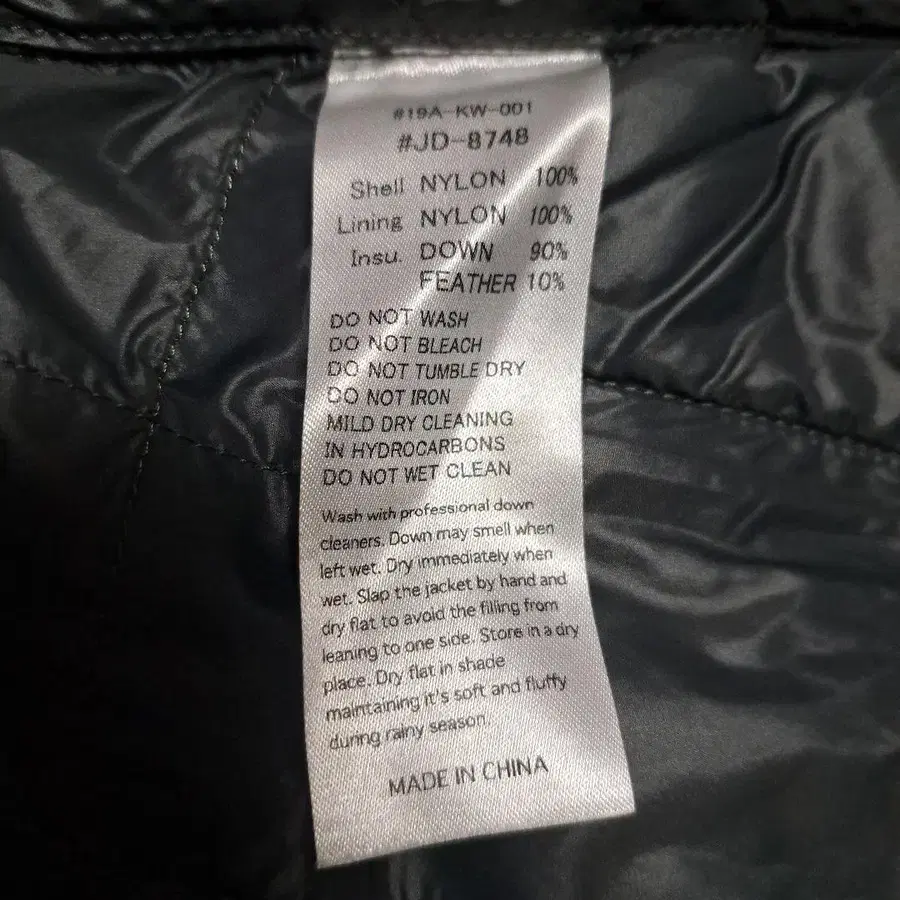 #19A-KW-001
#JD-8748
Shell NYLON 100%
Lining NYLON 100%
Insu. DOWN 90%
FEATHER 10%
DO NOT WASH
DO NOT BLEACH
DO NOT TUMBLE DRY
DO NOT IRON
MILD DRY CLEANING
IN HYDROCARBONS
DO NOT WET CLEAN
Wash with professional down
cleaners. Down may smell when
left wet. Dry immediately when
wet. Slap the jacket by hand and
dry flat to avoid the filling from
leaning to one side. Store in a dry
place. Dry flat in shade
maintaining it's soft and fluffy
during rainy season.
MADE IN CHINA